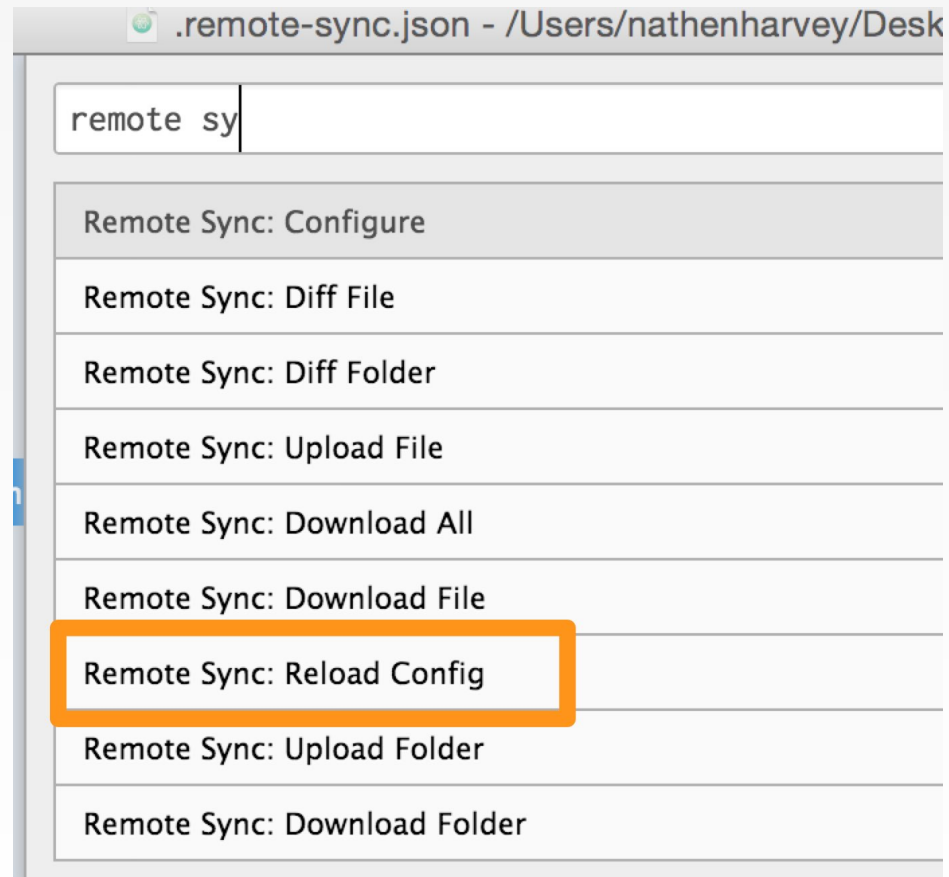 .remote-sync.json - /Users/nathenharvey/Desk
remote sy
Remote Sync: Configure
Remote Sync: Diff File
Remote Sync: Diff Folder
Remote Sync: Upload File
Remote Sync: Download All
Remote Sync: Download File
Remote Sync: Reload Config
Remote Sync: Upload Folder
Remote Sync: Download Folder